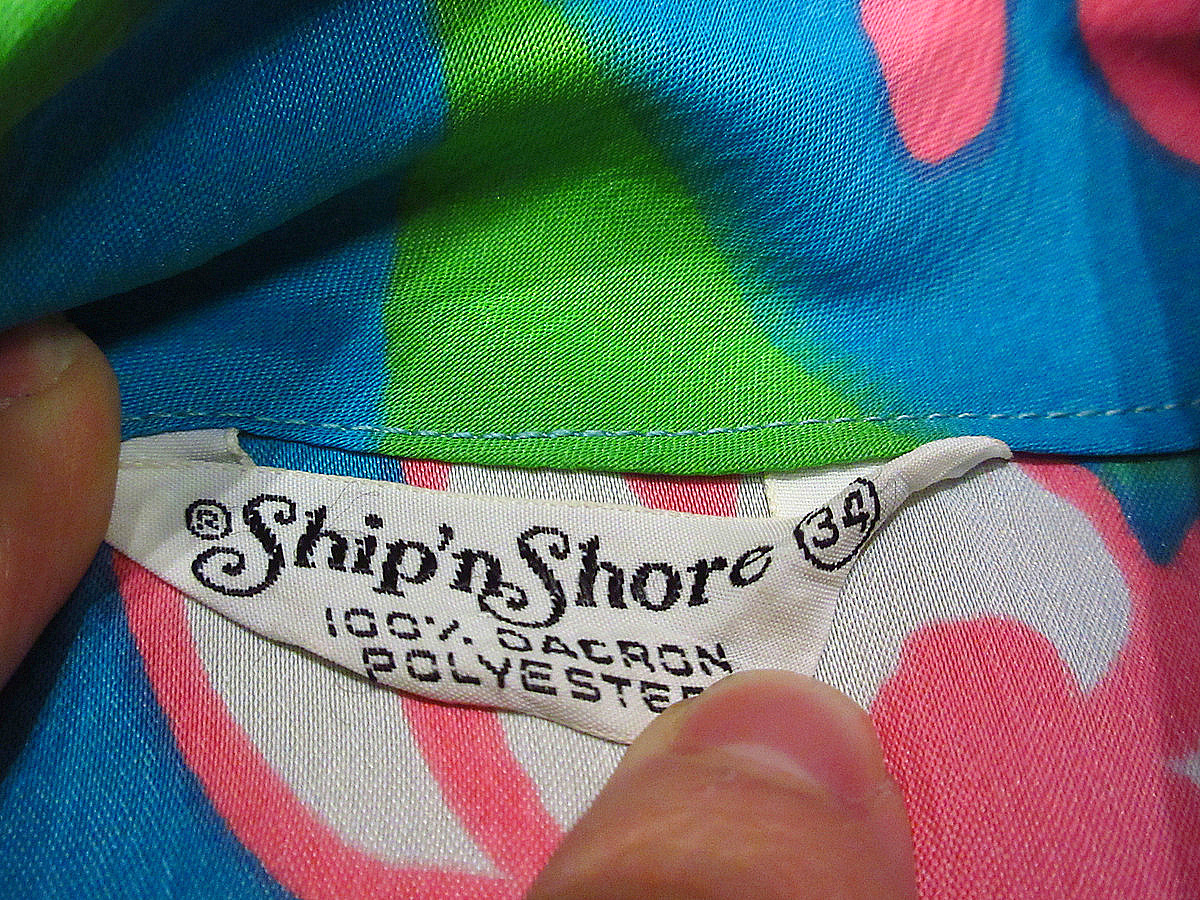 ® Ship'n Shore 34
100% DACRON
POLYESTER